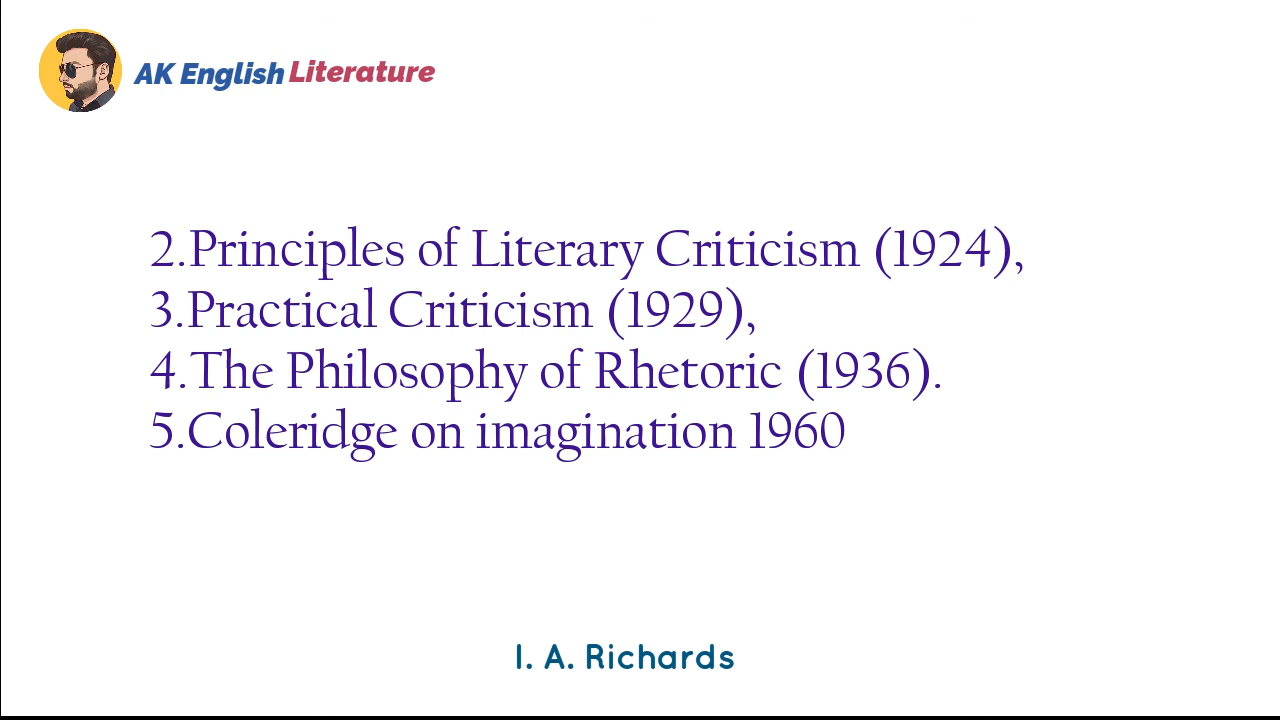 AK English Literature
2.Principles of Literary Criticism (1924),
3.Practical Criticism (1929),
4.The Philosophy of Rhetoric (1936).
5.Coleridge on imagination 1960
I. A. Richards